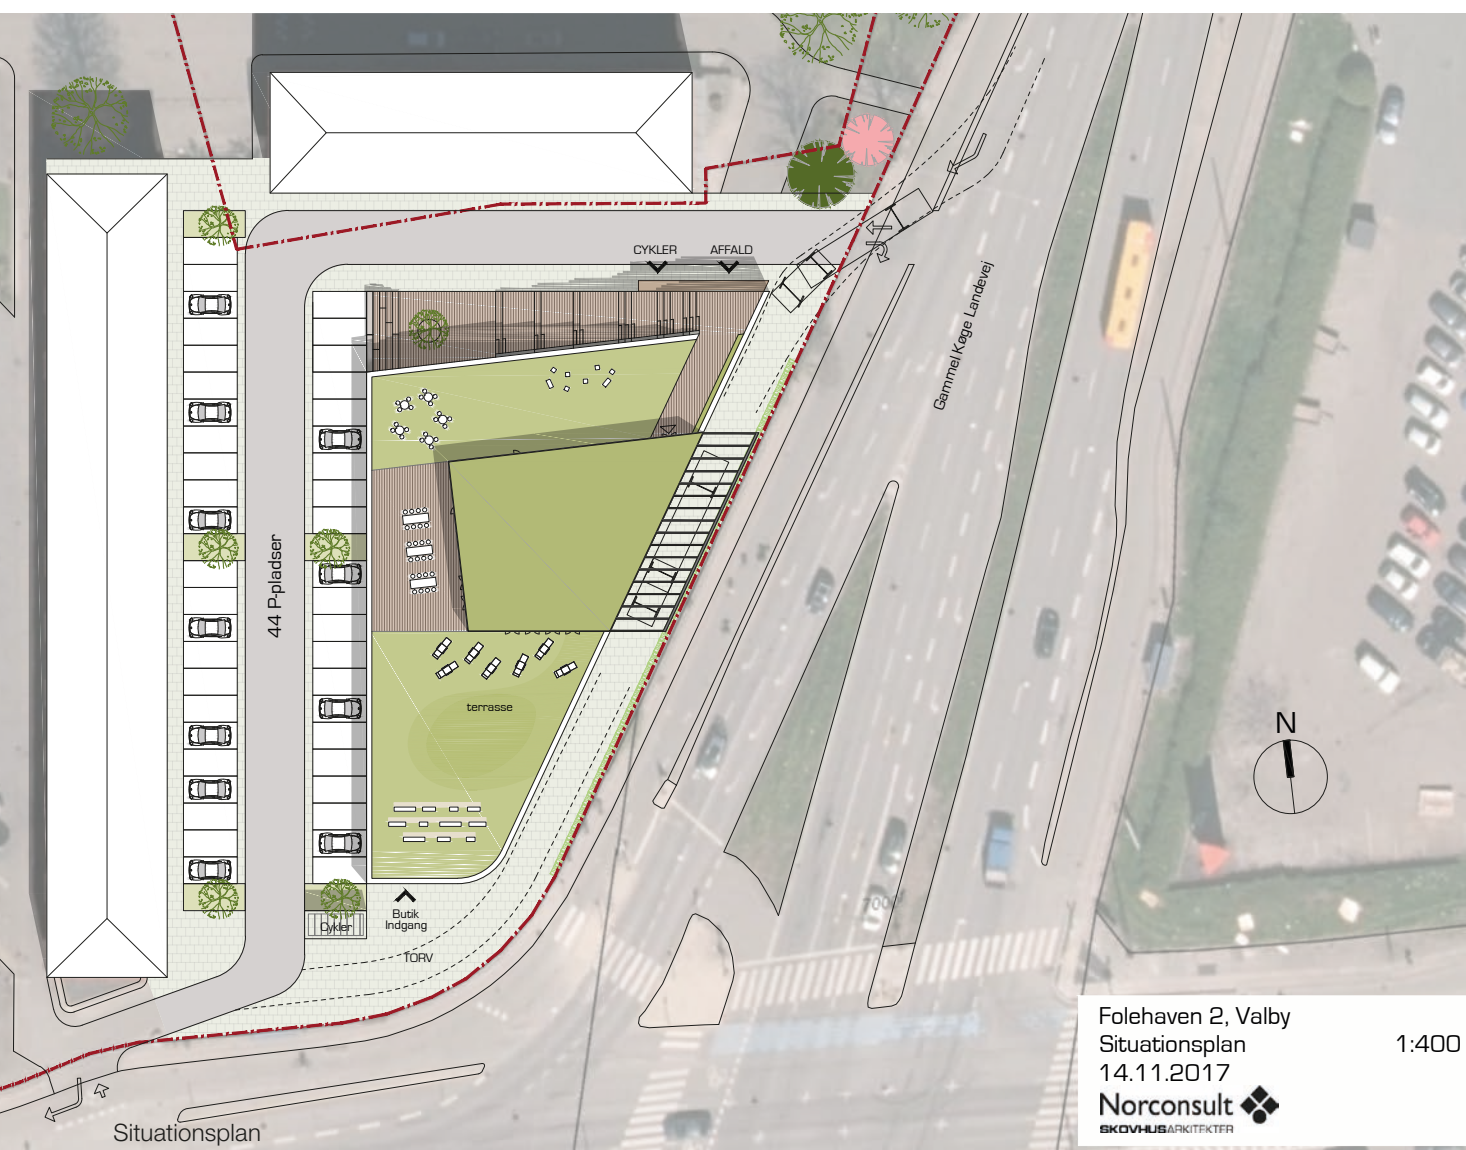 CYKLER
AFFALD
Gammel Køge Landevej
44 P-pladser
terrasse
N
Butik
Indgang
Cykler
TORV
Folehaven 2, Valby
Situationsplan 1:400
14.11.2017
Norconsult
SKOVHUSARKITEKTER
Situationsplan